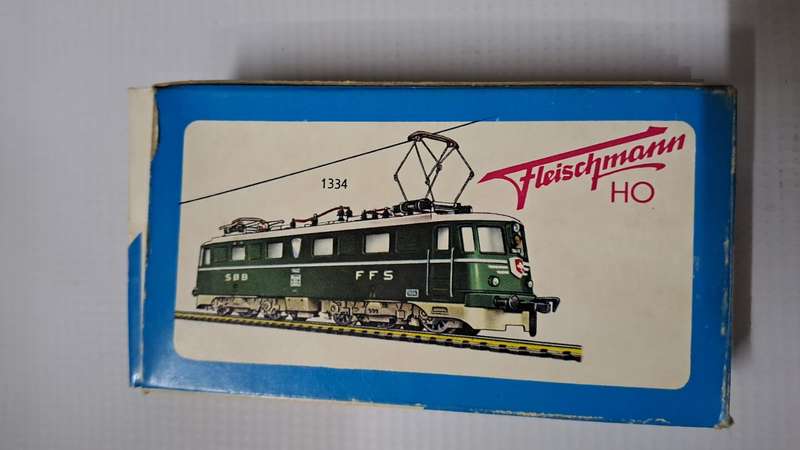 1334
Fleischmann
HO
SBB FFS